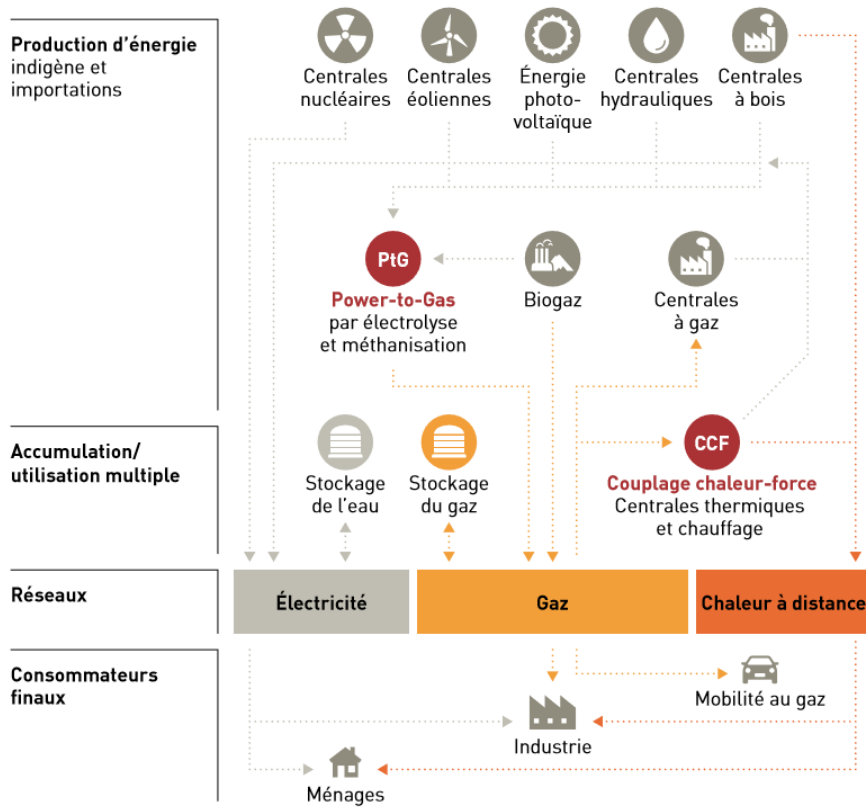 Production d’énergie
indigène et
importations
Centrales
nucléaires
Centrales
éoliennes
Énergie
photo-
voltaïque
Centrales
hydrauliques
Centrales
à bois
PtG
Power-to-Gas
par électrolyse
et méthanisation
Biogaz
Centrales
à gaz
Accumulation/
utilisation multiple
Stockage
de l’eau
Stockage
du gaz
CCF
Couplage chaleur-force
Centrales thermiques
et chauffage
Réseaux
Électricité
Gaz
Chaleur à distance
Consommateurs
finaux
Mobilité au gaz
Industrie
Ménages